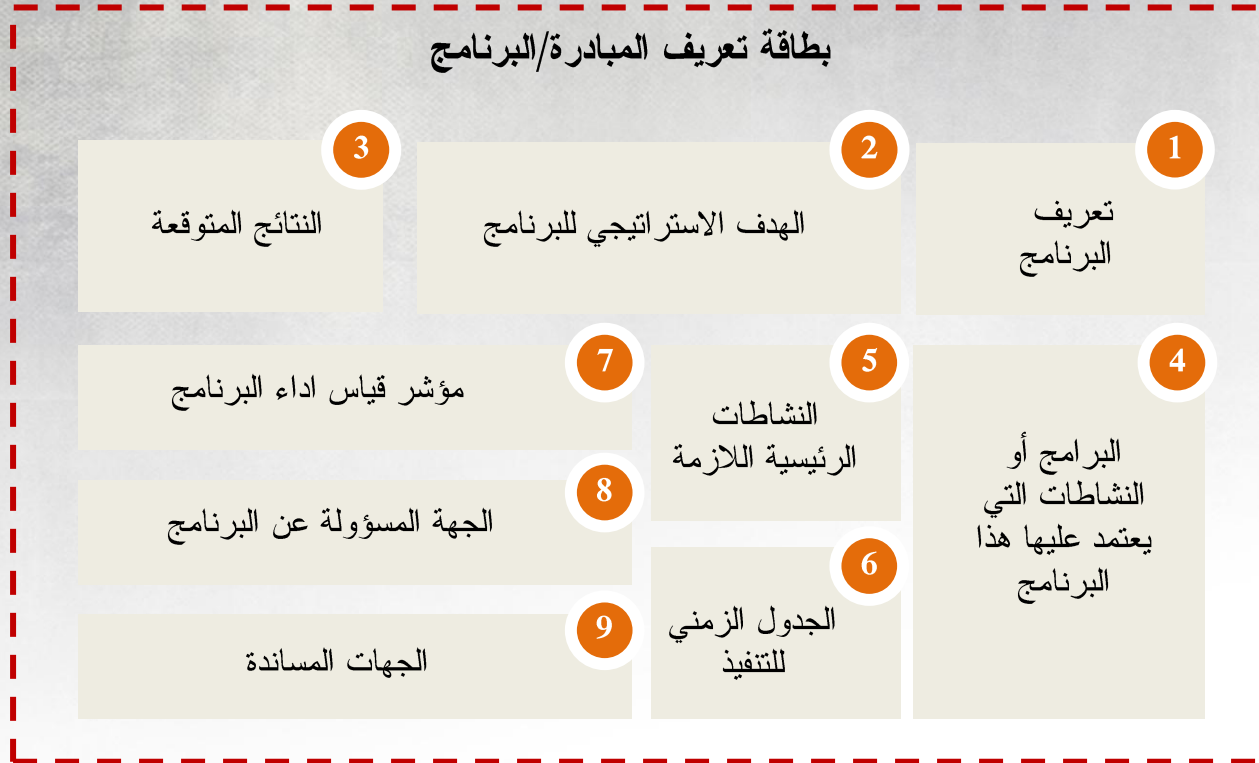 بطاقة تعريف المبادرة/البرنامج
1
تعريف
البرنامج
2
الهدف الاستراتيجي للبرنامج
3
النتائج المتوقعة
4
البرامج أو
النشاطات التي
يعتمد عليها هذا
البرنامج
5
النشاطات
الرئيسية اللازمة
6
الجدول الزمني
للتنفيذ
7
مؤشر قياس اداء البرنامج
8
الجهة المسؤولة عن البرنامج
9
الجهات المساندة